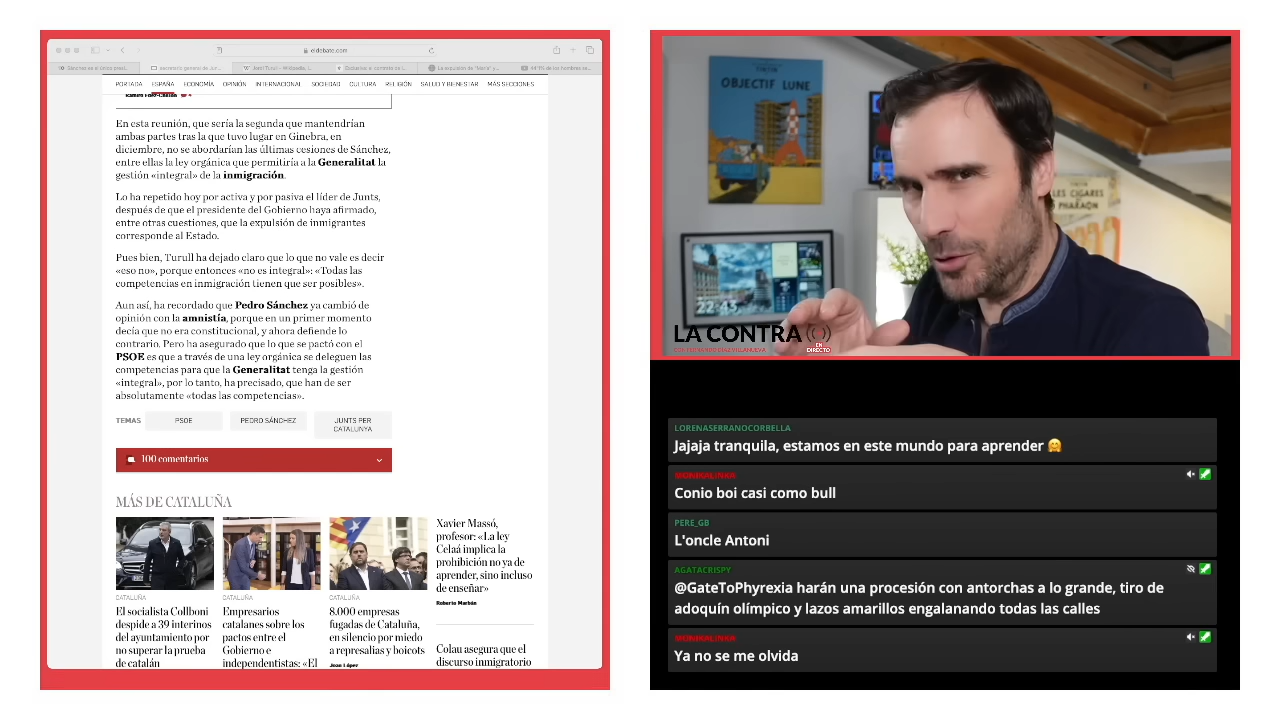 eldebate.com
PORTADA ESPAÑA ECONOMÍA OPINIÓN INTERNACIONAL SOCIEDAD CULTURA RELIGIÓN SALUD Y BIENESTAR MÁS SECCIONES
En esta reunión, que sería la segunda que mantendrían
ambas partes tras la que tuvo lugar en Ginebra, en
diciembre, no se abordarían las últimas cesiones de Sánchez,
entre ellas la ley orgánica que permitiría a la Generalitat la
gestión «integral» de la inmigración.
Lo ha repetido hoy por activa y por pasiva el líder de Junts,
después de que el presidente del Gobierno haya afirmado,
entre otras cuestiones, que la expulsión de inmigrantes
corresponde al Estado.
Pues bien, Turull ha dejado claro que lo que no vale es decir
«eso no», porque entonces «no es integral»: «Todas las
competencias en inmigración tienen que ser posibles».
Aun así, ha recordado que Pedro Sánchez ya cambió de
opinión con la amnistía, porque en un primer momento
decía que no era constitucional, y ahora defiende lo
contrario. Pero ha asegurado que lo que se pactó con el
PSOE es que a través de una ley orgánica se deleguen las
competencias para que la Generalitat tenga la gestión
«integral», por lo tanto, ha precisado, que han de ser
absolutamente «todas las competencias».
TEMAS PSOE PEDRO SÁNCHEZ JUNTS PER
CATALUNYA
100 comentarios
MÁS DE CATALUÑA
CATALUÑA
El socialista Collboni
despide a 39 interinos
del ayuntamiento por
no superar la prueba
de catalán
CATALUÑA
Empresarios
catalanes sobre los
pactos entre el
Gobierno e
independentistas: «El
CATALUÑA
8.000 empresas
fugadas de Cataluña,
en silencio por miedo
a represalias y boicots
Joan López
Xavier Massó,
profesor: «La ley
Celaá implica la
prohibición no ya de
aprender, sino incluso
de enseñar»
Roberto Marbán
Colau asegura que el
discurso inmigratorio
OBJECTIF LUNE
LES CIGARES
PHARAON
22:43
LA CONTRA
EN
DIRECTO
CON FERNANDO DÍAZ VILLANUEVA
LORENASERRANOCORBELLA
Jajaja tranquila, estamos en este mundo para aprender 🤗
Conio boi casi como bull
PERE_GB
L'oncle Antoni
AGATACRISPY
@GateToPhyrexia harán una procesión con antorchas a lo grande, tiro de
adoquín olímpico y lazos amarillos engalanando todas las calles
Ya no se me olvida